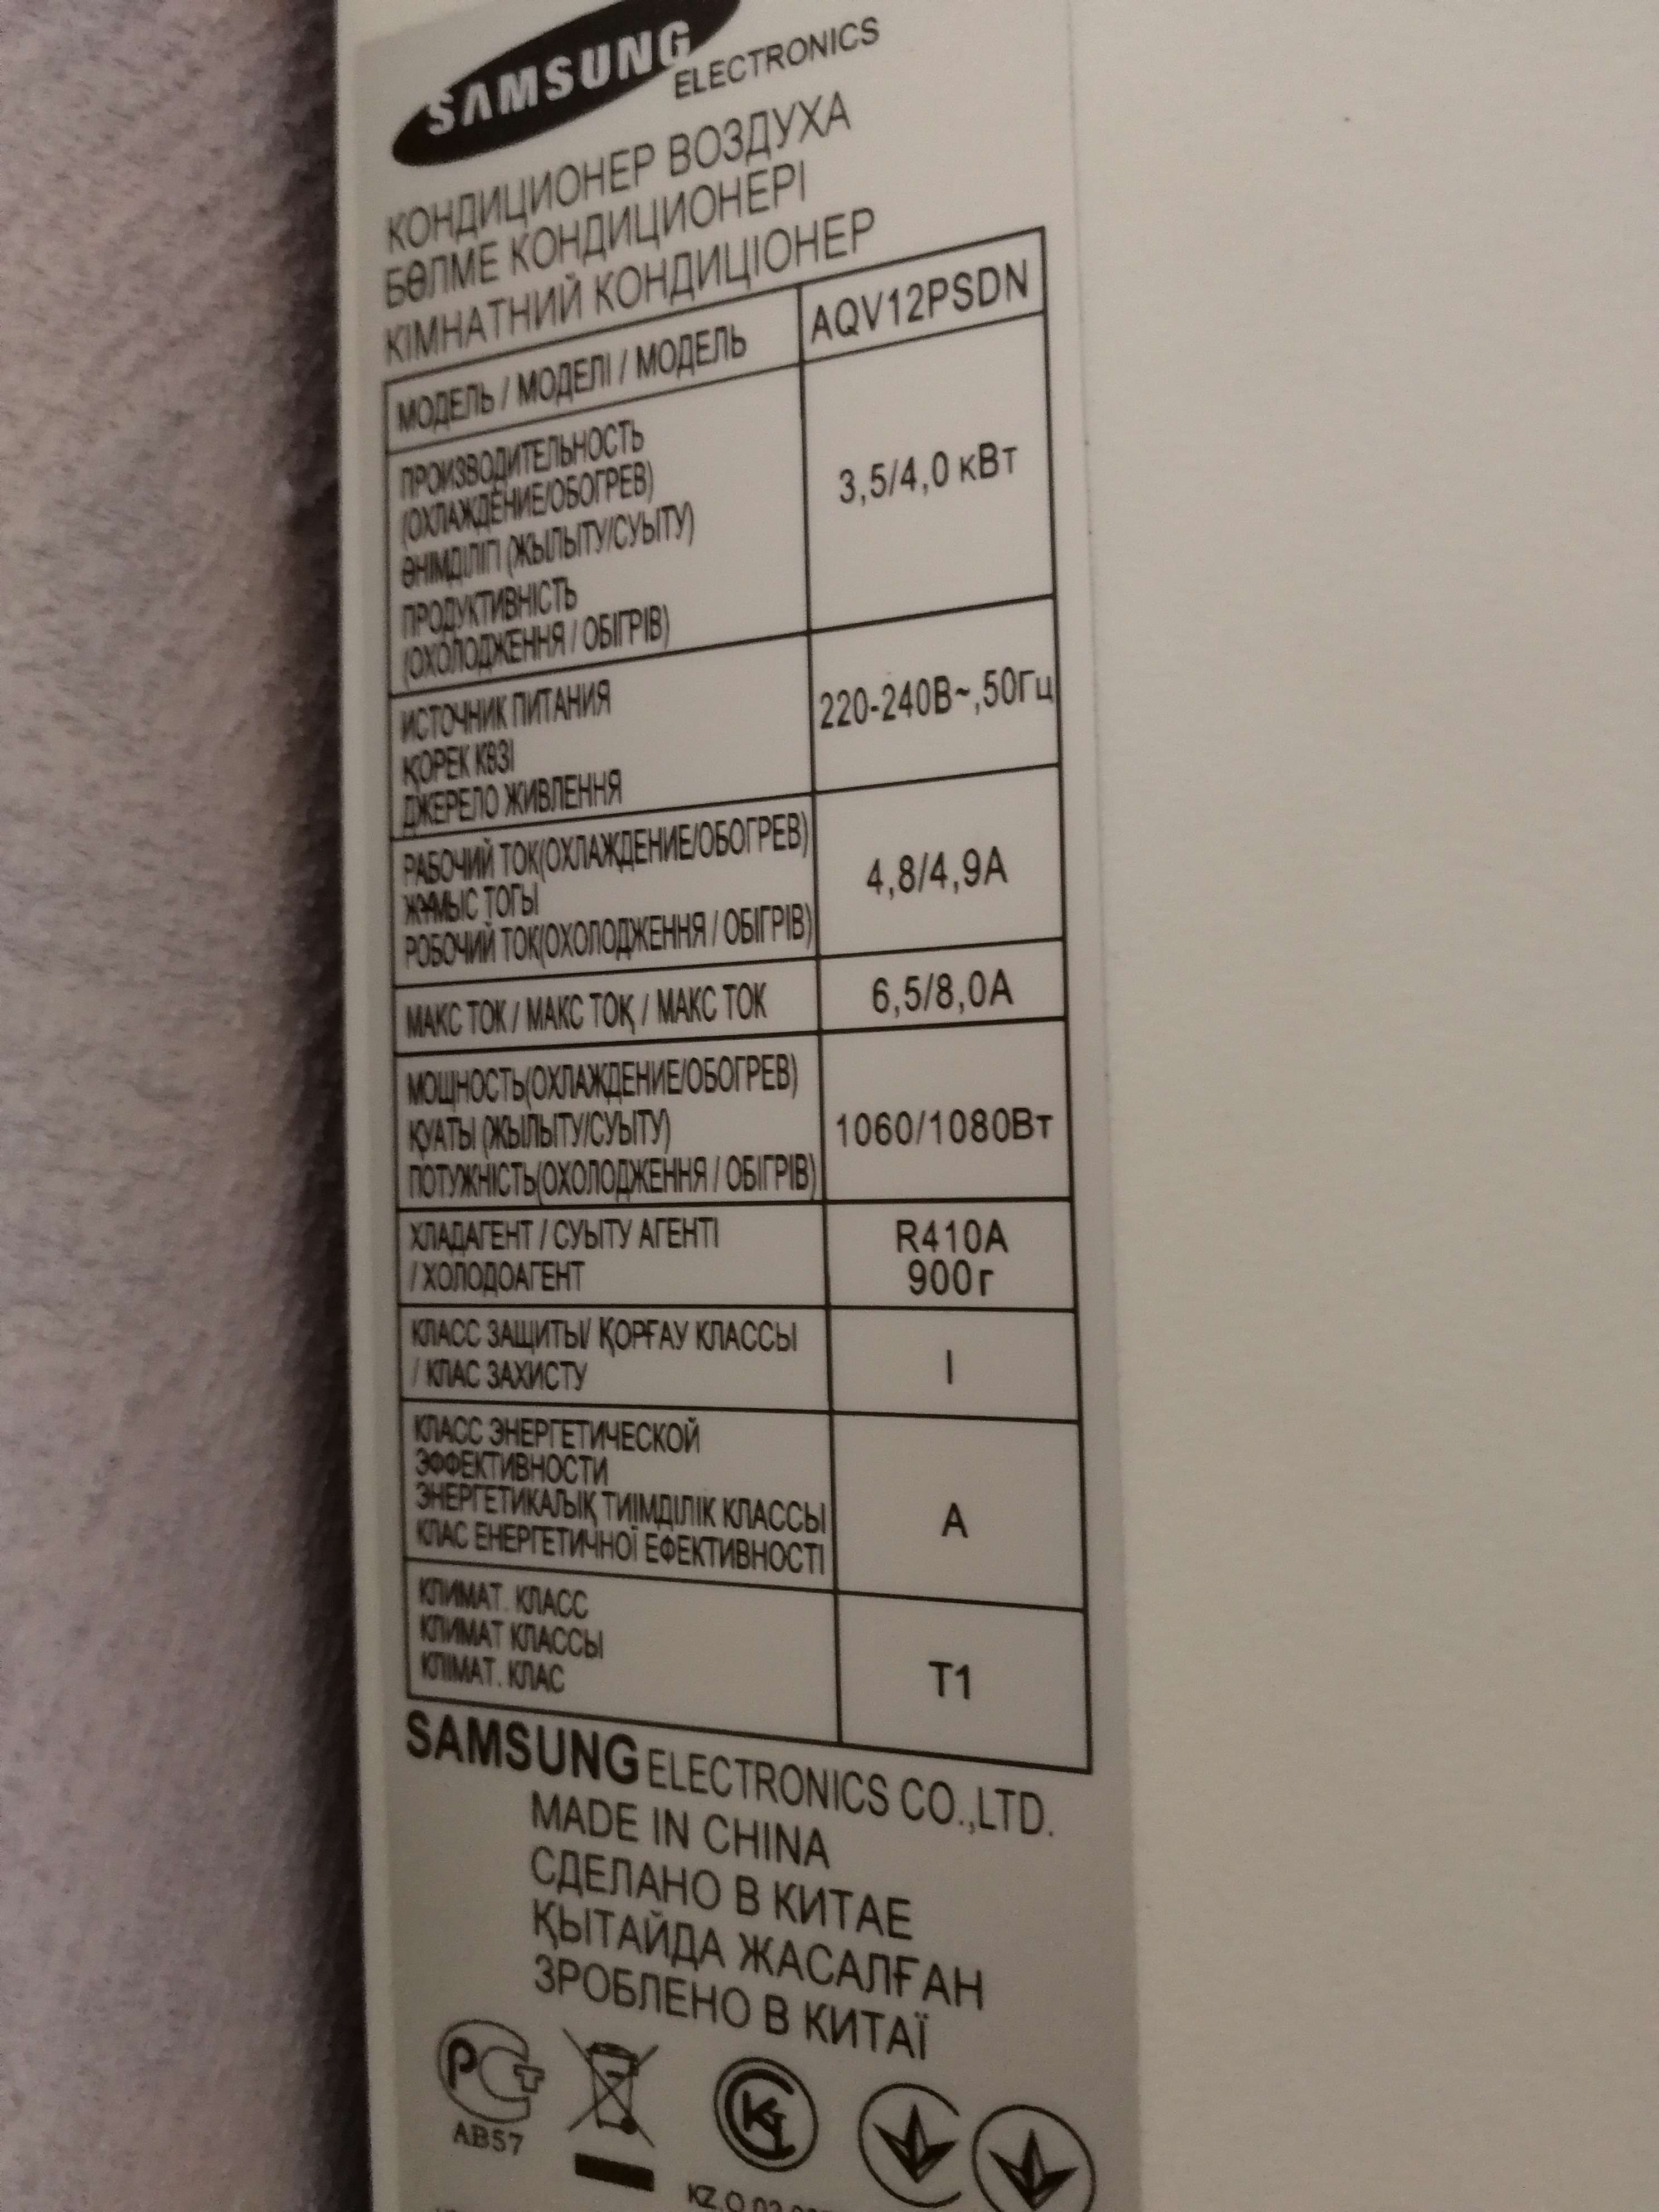 SAMSUNG
ELECTRONICS
КОНДИЦИОНЕР ВОЗДУХА
БӨЛМЕ КОНДИЦИОНЕРІ
КІМНАТНИЙ КОНДИЦІОНЕР
МОДЕЛЬ / МОДЕЛІ / МОДЕЛЬ AQV12PSDN
ПРОИЗВОДИТЕЛЬНОСТЬ
(ОХЛАЖДЕНИЕ/ОБОГРЕВ)
ӨНІМДІЛІГІ (ЖЫЛЫТУ/СУЫТУ)
ПРОДУКТИВНІСТЬ
(ОХОЛОДЖЕННЯ / ОБІГРІВ)
3,5/4,0 кВт
ИСТОЧНИК ПИТАНИЯ
ҚОРЕК КӨЗІ
ДЖЕРЕЛО ЖИВЛЕННЯ
220-240В~,50Гц
РАБОЧИЙ ТОК(ОХЛАЖДЕНИЕ/ОБОГРЕВ)
ЖҰМЫС ТОГЫ
РОБОЧИЙ ТОК(ОХОЛОДЖЕННЯ / ОБІГРІВ)
4,8/4,9А
МАКС ТОК / МАКС ТОҚ / МАКС ТОК 6,5/8,0А
МОЩНОСТЬ(ОХЛАЖДЕНИЕ/ОБОГРЕВ)
ҚУАТЫ (ЖЫЛЫТУ/СУЫТУ)
ПОТУЖНІСТЬ(ОХОЛОДЖЕННЯ / ОБІГРІВ)
1060/1080Вт
ХЛАДАГЕНТ / СУЫТУ АГЕНТІ
/ ХОЛОДОАГЕНТ
R410A
900г
КЛАСС ЗАЩИТЫ/ ҚОРҒАУ КЛАССЫ
/ КЛАС ЗАХИСТУ
I
КЛАСС ЭНЕРГЕТИЧЕСКОЙ
ЭФФЕКТИВНОСТИ
ЭНЕРГЕТИКАЛЫҚ ТИІМДІЛІК КЛАССЫ
КЛАС ЕНЕРГЕТИЧНОЇ ЕФЕКТИВНОСТІ
A
КЛИМАТ. КЛАСС
КЛИМАТ КЛАССЫ
КЛІМАТ. КЛАС
T1
SAMSUNG ELECTRONICS CO.,LTD.
MADE IN CHINA
СДЕЛАНО В КИТАЕ
ҚЫТАЙДА ЖАСАЛҒАН
ЗРОБЛЕНО В КИТАЇ
РСТ
АВ57